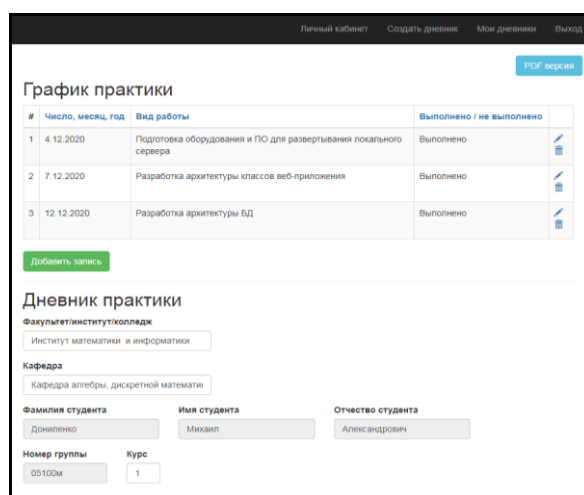 Личный кабинет Создать дневник Мои дневники Выход
PDF версия
График практики
# Число, месяц, год Вид работы Выполнено / не выполнено
1 4.12.2020 Подготовка оборудования и ПО для развертывания локального Выполнено
сервера
2 7.12.2020 Разработка архитектуры классов веб-приложения Выполнено
3 12.12.2020 Разработка архитектуры БД Выполнено
Добавить запись
Дневник практики
Факультет/институт/колледж
Институт математики и информатики
Кафедра
Кафедра алгебры, дискретной математик
Фамилия студента Имя студента Отчество студента
Дониленко Михаил Александрович
Номер группы Курс
05100м 1